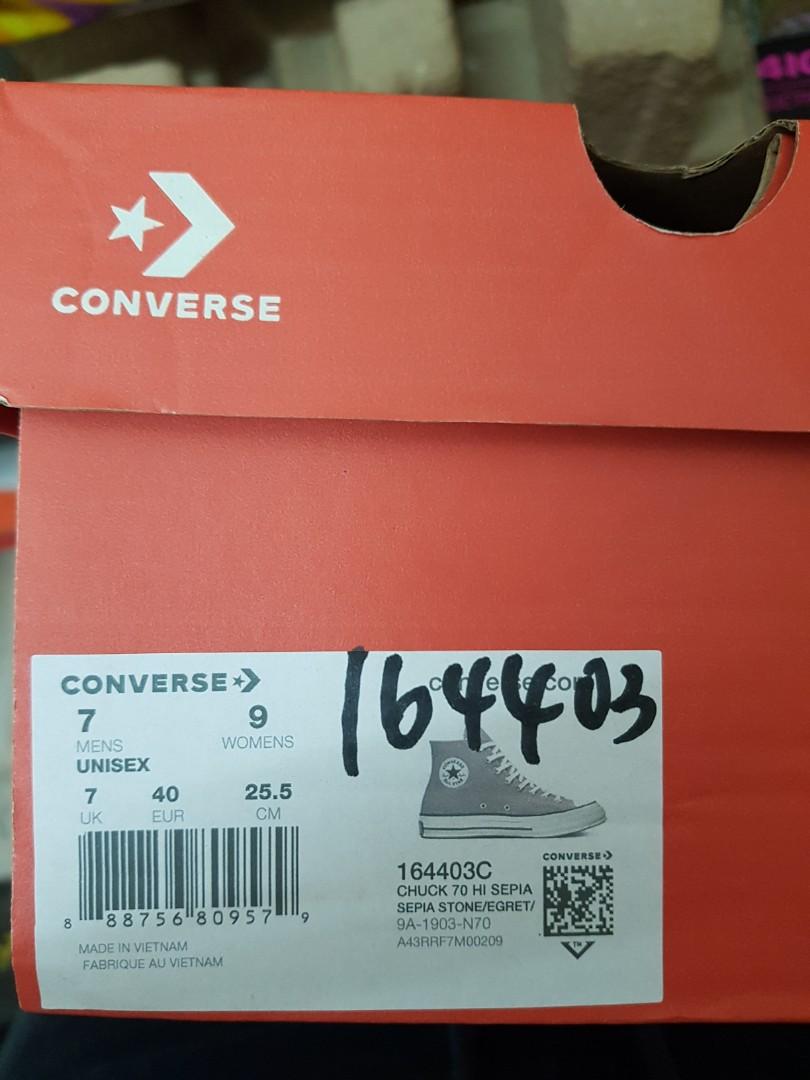 CONVERSE
CONVERSE
164403
7
MENS
9
WOMENS
UNISEX
7
UK
40
EUR
25.5
CM
8 88756 80957 9
MADE IN VIETNAM
FABRIQUE AU VIETNAM
164403C
CHUCK 70 HI SEPIA
SEPIA STONE/EGRET/
9A-1903-N70
A43RRF7M00209
CONVERSE
TM